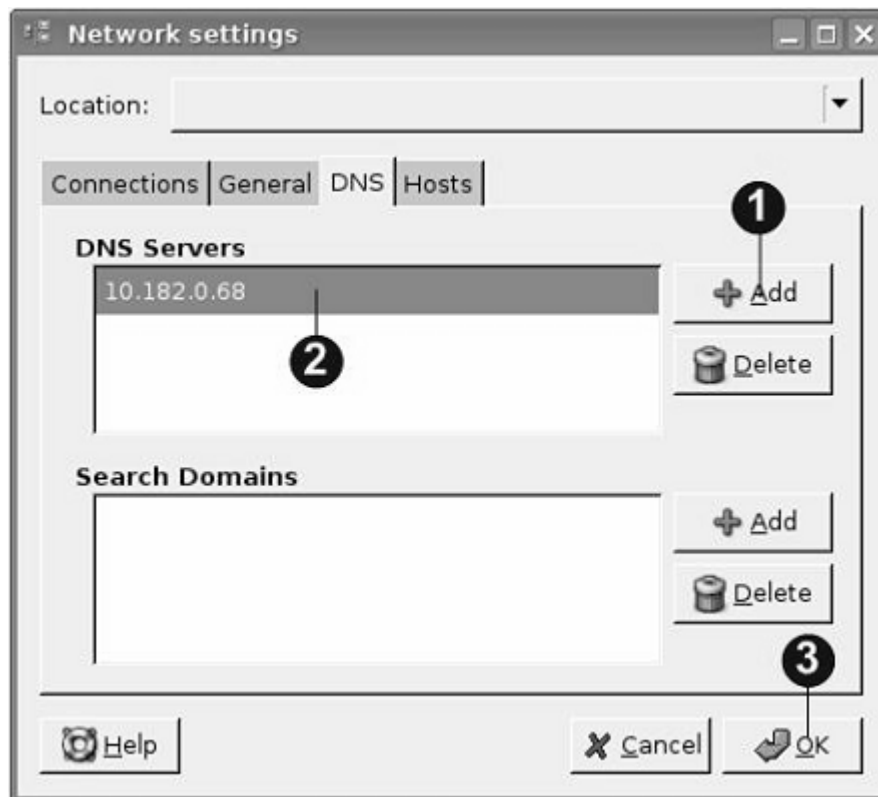 Network settings
Location:
Connections General DNS Hosts
1
DNS Servers
10.182.0.68
Add
2
Delete
Search Domains
Add
Delete
3
Help Cancel OK